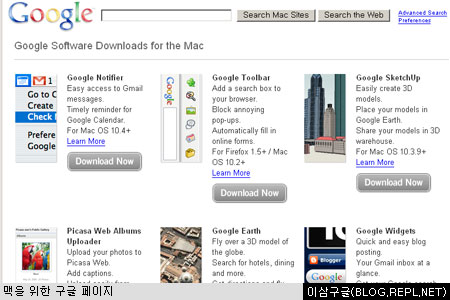 Google
Search Mac Sites
Search the Web
Advanced Search
Preferences
Google Software Downloads for the Mac
1
Go to C
Create
Check
Prefere
Google
Google Notifier
Easy access to Gmail
messages.
Timely reminder for
Google Calendar.
For Mac OS 10.4+
Learn More
Download Now
Google Toolbar
Add a search box to
your browser.
Block annoying
pop-ups.
Automatically fill in
online forms.
For Firefox 1.5+ / Mac
OS 10.2+
Learn More
Download Now
Google SketchUp
Easily create 3D
models.
Place your models in
Google Earth.
Share your models in 3D
warehouse.
For Mac OS 10.3.9+
Learn More
Download Now
Picasa Web Albums
Uploader
Upload your photos to
Picasa Web.
Add captions.
Google Earth
Fly over a 3D model of
the globe.
Search for hotels,
dining and more.
Get directions and
Blogger
Google
Google Widgets
Quick and easy blog
posting.
Your Gmail inbox at a
glance.
맥을 위한 구글 페이지
이삼구글(BLOG.REPL.NET)